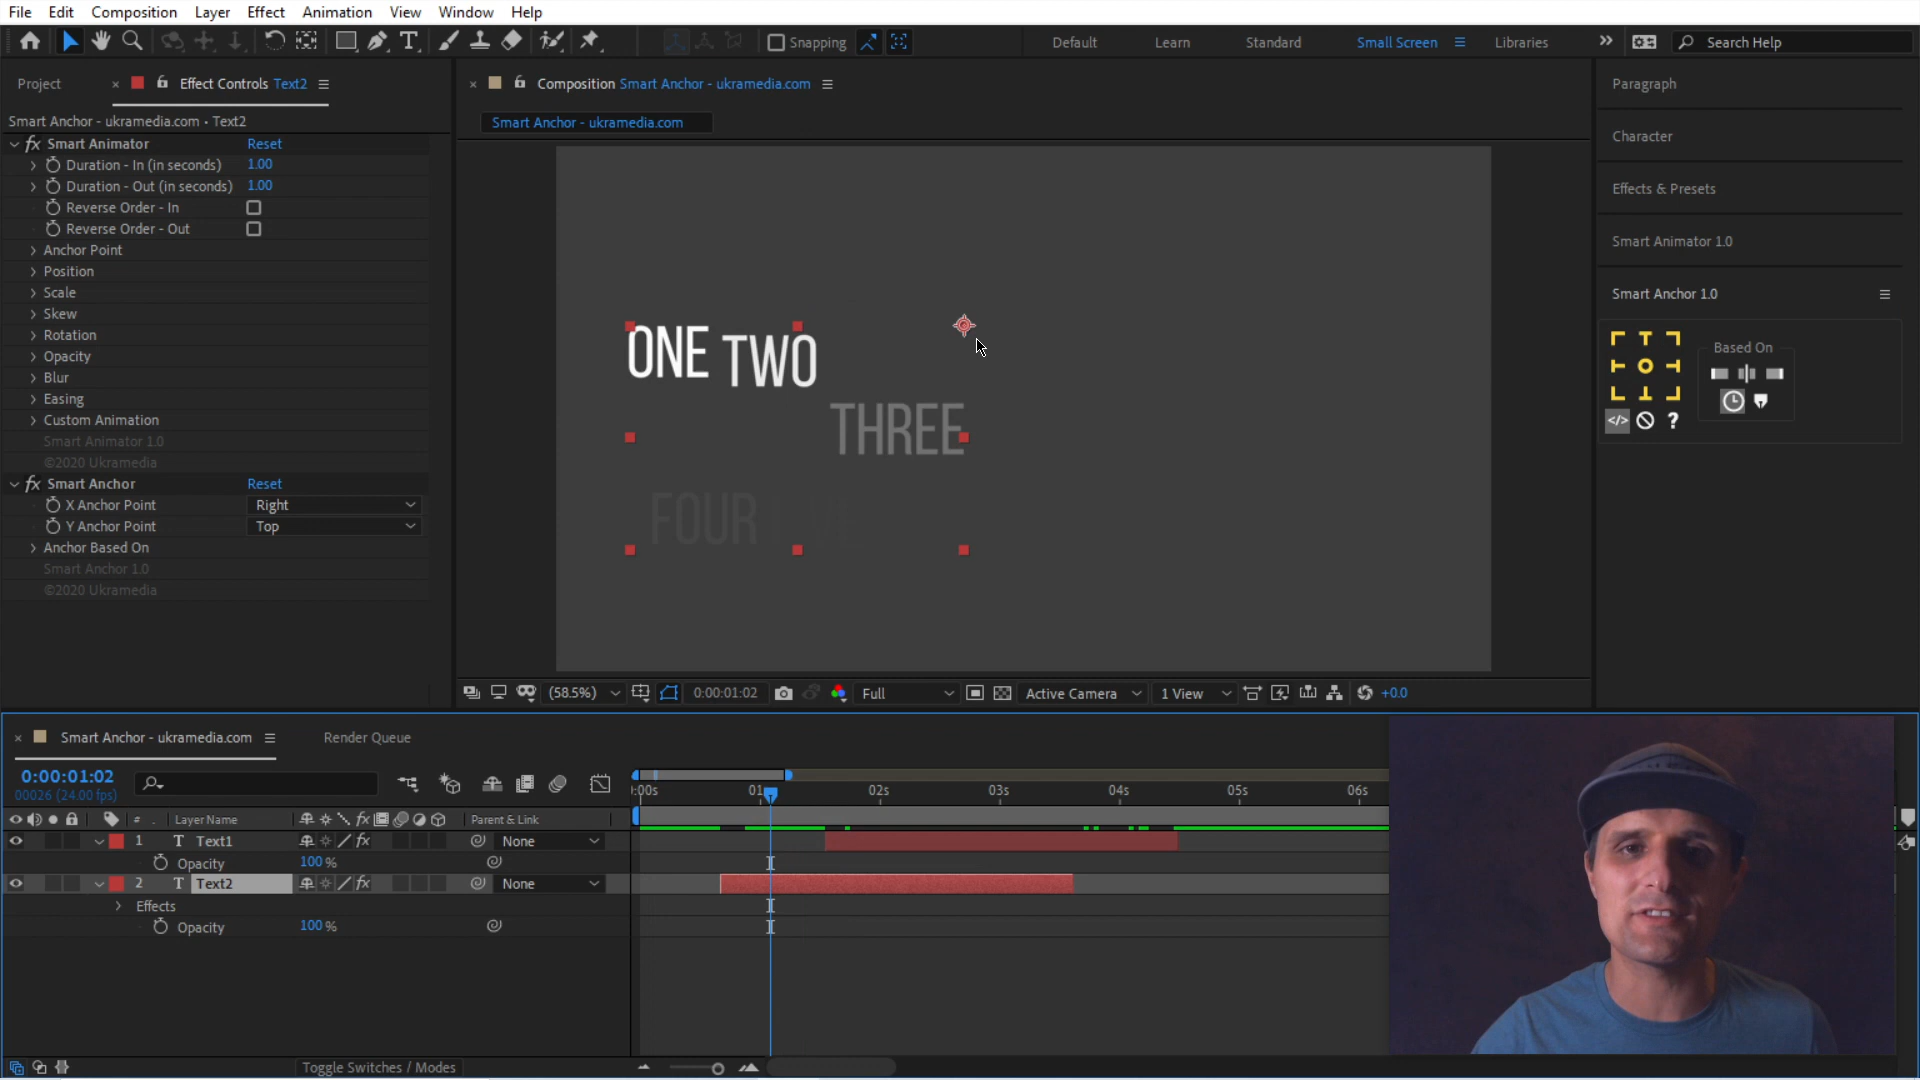 File Edit Composition Layer Effect Animation View Window Help
Snapping Default Learn Standard Small Screen Libraries Search Help
Project Effect Controls Text2
Smart Anchor - ukramedia.com • Text2
fx Smart Animator Reset
Duration - In (in seconds) 1.00
Duration - Out (in seconds) 1.00
Reverse Order - In
Reverse Order - Out
Anchor Point
Position
Scale
Skew
Rotation
Opacity
Blur
Easing
Custom Animation
Smart Animator 1.0
©2020 Ukramedia
fx Smart Anchor Reset
X Anchor Point Right
Y Anchor Point Top
Anchor Based On
Smart Anchor 1.0
©2020 Ukramedia
Composition Smart Anchor - ukramedia.com
Smart Anchor - ukramedia.com
ONE TWO
THREE
FOUR
(58.5%) 0:00:01:02 Full Active Camera 1 View +0.0
Paragraph
Character
Effects & Presets
Smart Animator 1.0
Smart Anchor 1.0
Based On
Smart Anchor - ukramedia.com Render Queue
0:00:01:02
00026 (24.00 fps)
:00s 01 02s 03s 04s 05s 06s
# Layer Name fx Parent & Link
1 T Text1 fx None
Opacity 100 %
2 T Text2 fx None
Effects
Opacity 100 %
Toggle Switches / Modes